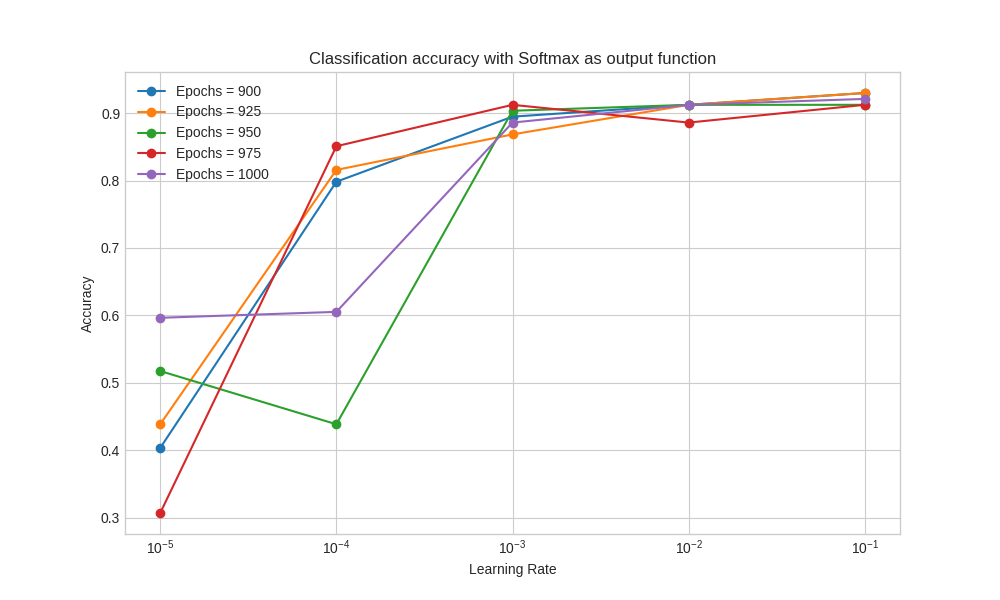 Classification accuracy with Softmax as output function
Epochs = 900
Epochs = 925
Epochs = 950
Epochs = 975
Epochs = 1000
0.9
0.8
0.7
0.6
0.5
0.4
0.3
Accuracy
10⁻⁵ 10⁻⁴ 10⁻³ 10⁻² 10⁻¹
Learning Rate